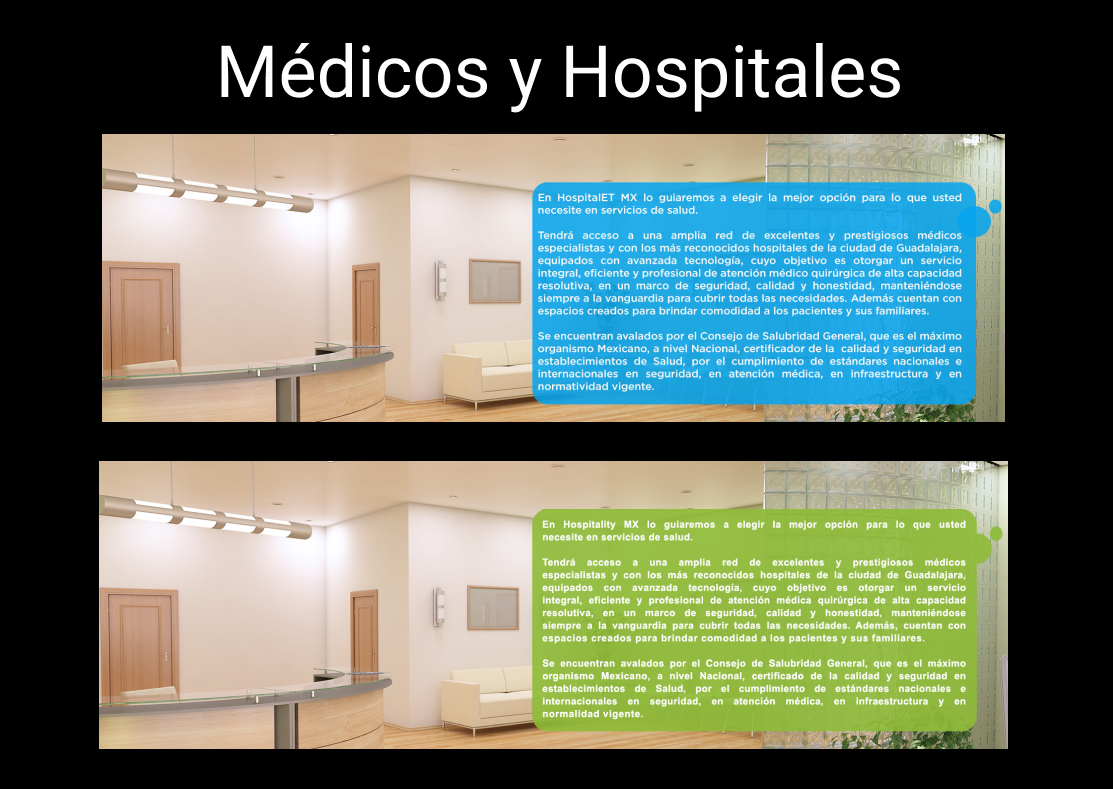 Médicos y Hospitales
En HospitalET MX lo guiaremos a elegir la mejor opción para lo que usted
necesite en servicios de salud.
Tendrá acceso a una amplia red de excelentes y prestigiosos médicos
especialistas y con los más reconocidos hospitales de la ciudad de Guadalajara,
equipados con avanzada tecnología, cuyo objetivo es otorgar un servicio
integral, eficiente y profesional de atención médico quirúrgica de alta capacidad
resolutiva, en un marco de seguridad, calidad y honestidad, manteniéndose
siempre a la vanguardia para cubrir todas las necesidades. Además cuentan con
espacios creados para brindar comodidad a los pacientes y sus familiares.
Se encuentran avalados por el Consejo de Salubridad General, que es el máximo
organismo Mexicano, a nivel Nacional, certificador de la calidad y seguridad en
establecimientos de Salud, por el cumplimiento de estándares nacionales e
internacionales en seguridad, en atención médica, en infraestructura y en
normatividad vigente.
En Hospitality MX lo guiaremos a elegir la mejor opción para lo que usted
necesite en servicios de salud.
Tendrá acceso a una amplia red de excelentes y prestigiosos médicos
especialistas y con los más reconocidos hospitales de la ciudad de Guadalajara,
equipados con avanzada tecnología, cuyo objetivo es otorgar un servicio
integral, eficiente y profesional de atención médica quirúrgica de alta capacidad
resolutiva, en un marco de seguridad, calidad y honestidad, manteniéndose
siempre a la vanguardia para cubrir todas las necesidades. Además, cuentan con
espacios creados para brindar comodidad a los pacientes y sus familiares.
Se encuentran avalados por el Consejo de Salubridad General, que es el máximo
organismo Mexicano, a nivel Nacional, certificado de la calidad y seguridad en
establecimientos de Salud, por el cumplimiento de estándares nacionales e
internacionales en seguridad, en atención médica, en infraestructura y en
normalidad vigente.